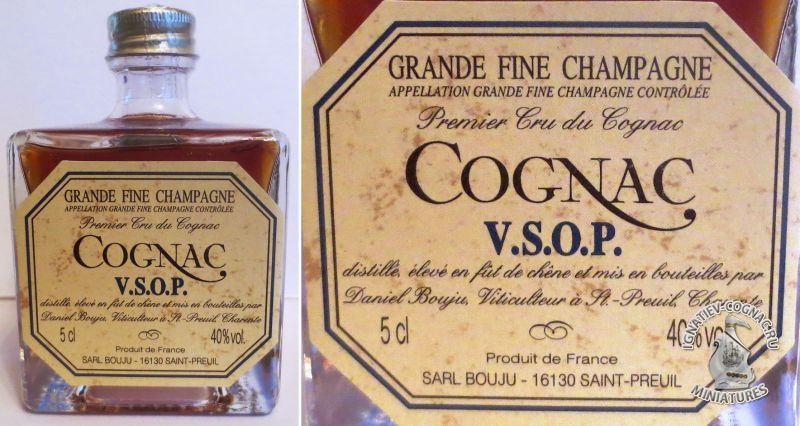 GRANDE FINE CHAMPAGNE
APPELLATION GRANDE FINE CHAMPAGNE CONTRÔLÉE
Premier Cru du Cognac
COGNAC
V.S.O.P.
distillé, élevé en fût de chêne et mis en bouteilles par
Daniel Bouju, Viticulteur à St-Preuil, Charente
5 cl 40% vol.
Produit de France
SARL BOUJU - 16130 SAINT-PREUIL
GRANDE FINE CHAMPAGNE
APPELLATION GRANDE FINE CHAMPAGNE CONTRÔLÉE
Premier Cru du Cognac
COGNAC
V.S.O.P.
distillé, élevé en fût de chêne et mis en bouteilles par
Daniel Bouju, Viticulteur à St-Preuil, Charente
5 cl 40% vol.
Produit de France
SARL BOUJU - 16130 SAINT-PREUIL
IGNATIEV-COGNAC.RU
MINIATURES